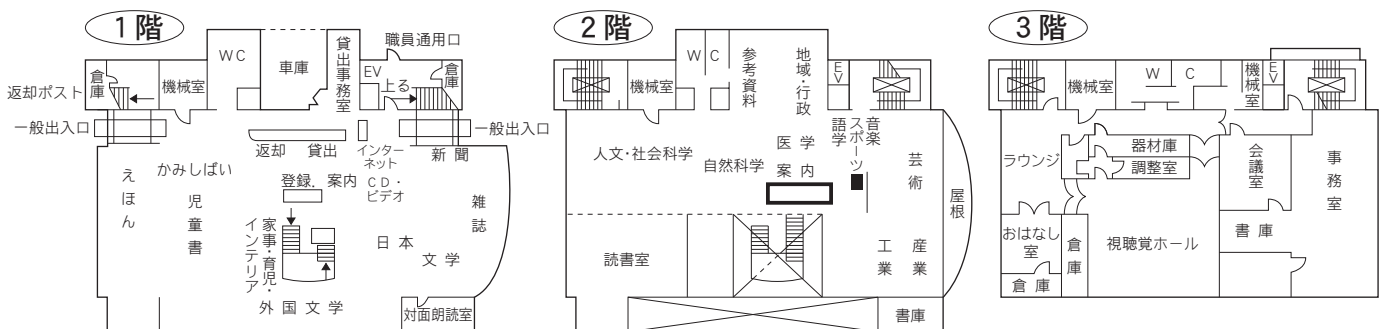 1階
職員通用口
WC
車庫
貸出事務室
EV
上る
倉庫
倉庫
機械室
返却ポスト
一般出入口
一般出入口
返却
貸出
インターネット
新聞
かみしばい
えほん
児童書
登録．案内
CD・ビデオ
雑誌
家事・育児・インテリア
日本文学
外国文学
対面朗読室
2階
機械室
WC
参考資料
地域・行政
EV
語学
スポーツ
音楽
人文・社会科学
自然科学
医学
案内
芸術
屋根
読書室
工業
産業
書庫
3階
機械室
WC
機械室
EV
ラウンジ
器材庫
調整室
会議室
事務室
おはなし室
倉庫
視聴覚ホール
書庫
倉庫